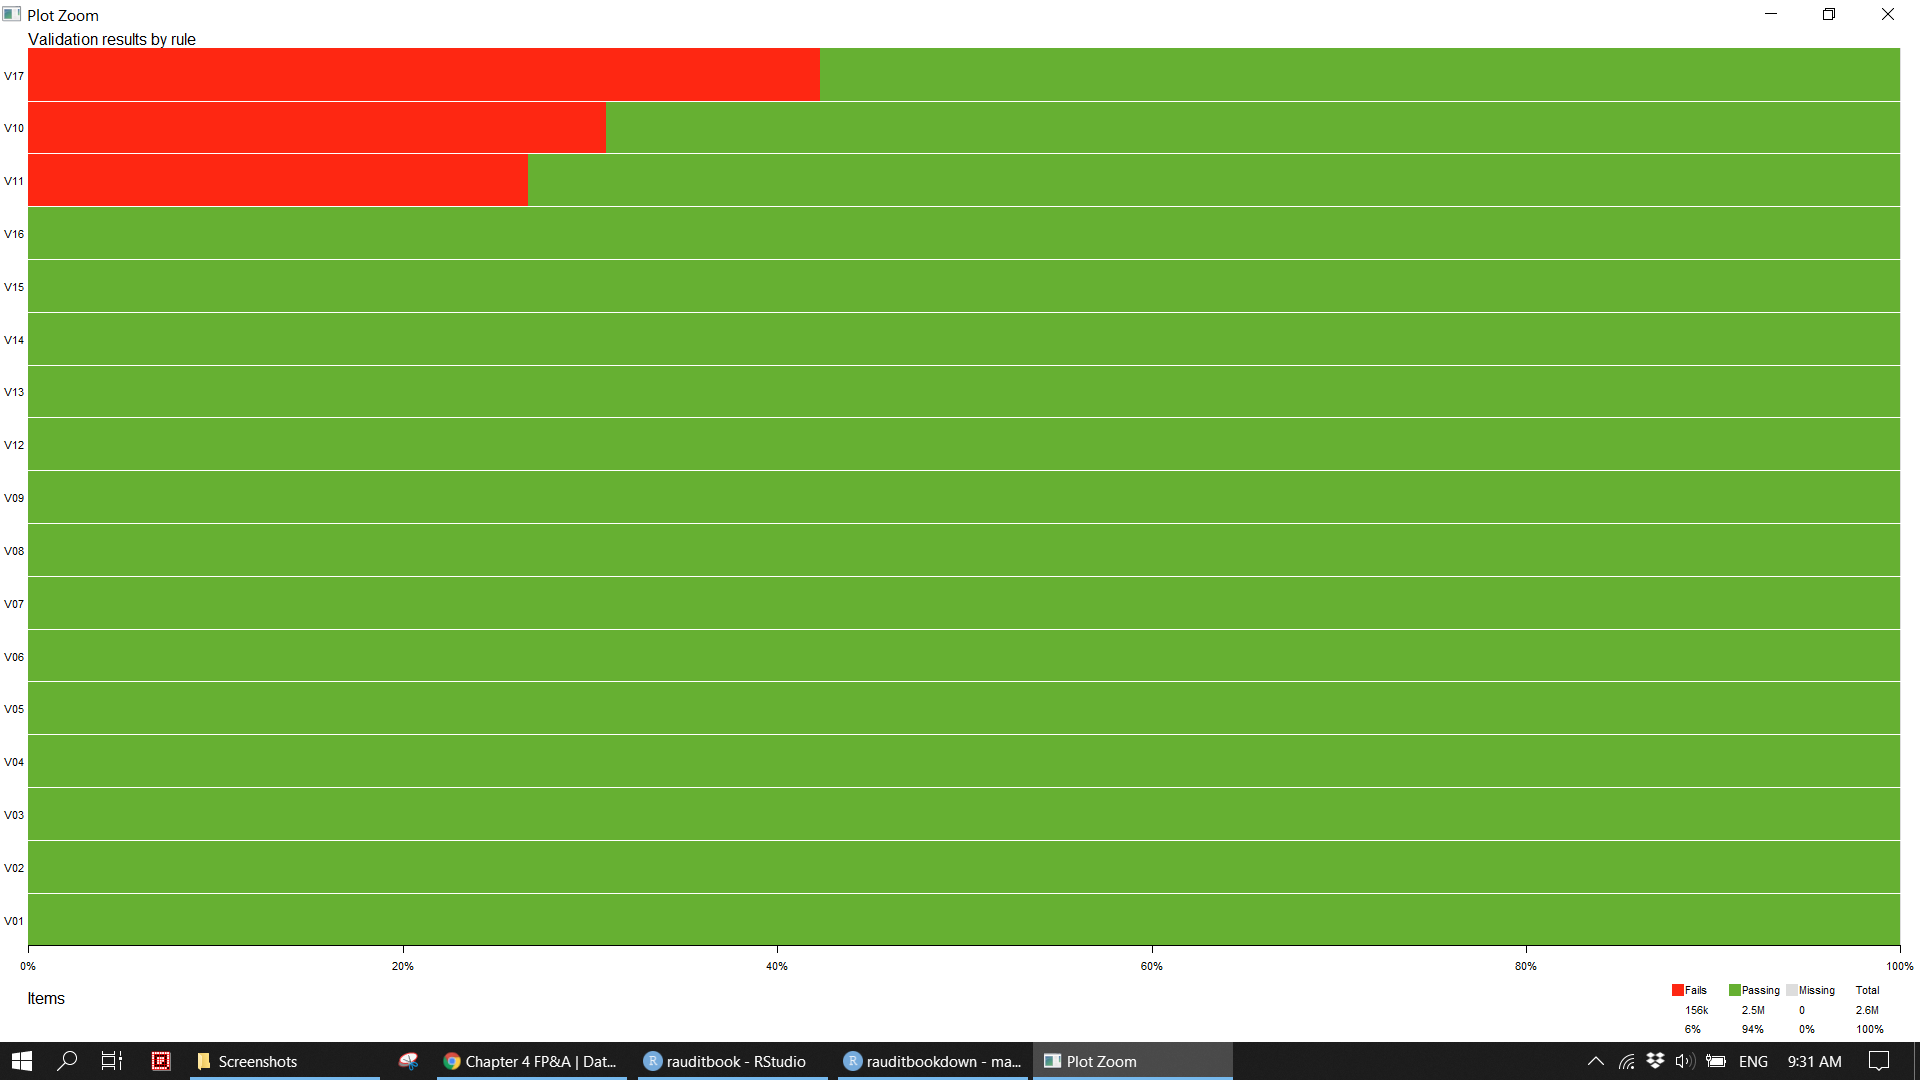 Plot Zoom
Validation results by rule
V17
V10
V11
V16
V15
V14
V13
V12
V09
V08
V07
V06
V05
V04
V03
V02
V01
0% 20% 40% 60% 80% 100%
Items
Fails Passing Missing Total
156k 2.5M 0 2.6M
6% 94% 0% 100%
Screenshots Chapter 4 FP&A | Dat... rauditbook - RStudio rauditbookdown - ma... Plot Zoom ENG 9:31 AM